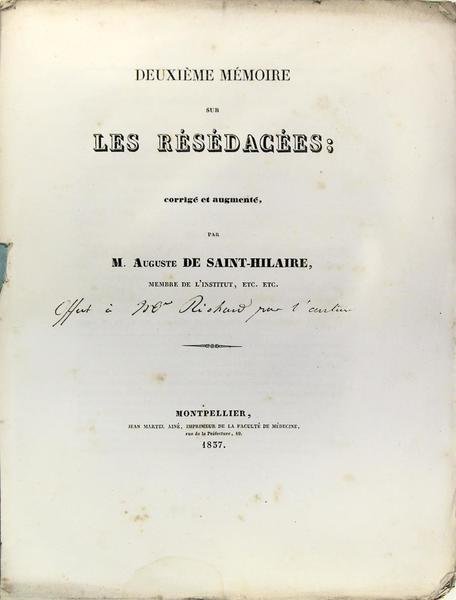 DEUXIÈME MÉMOIRE
SUR
LES RÉSÉDACÉES;
corrigé et augmenté,
PAR
M. AUGUSTE DE SAINT-HILAIRE,
MEMBRE DE L'INSTITUT, ETC. ETC.
Offert à Mr Richard par l'auteur
MONTPELLIER,
JEAN MARTEL AINÉ, IMPRIMEUR DE LA FACULTÉ DE MÉDECINE,
rue de la Préfecture, 10.
1837.